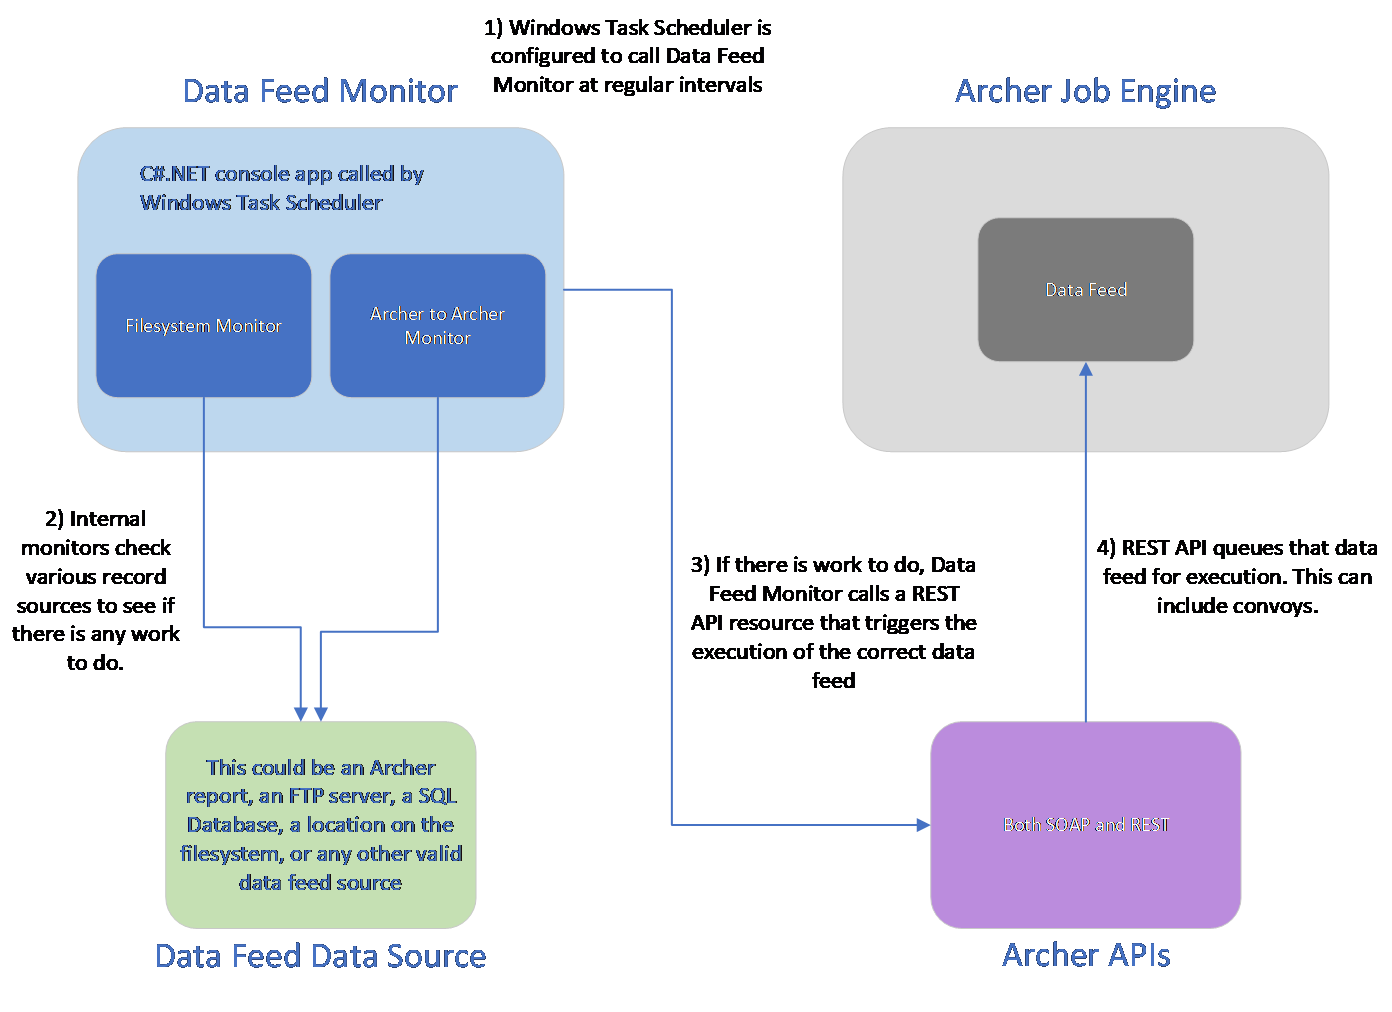 1) Windows Task Scheduler is
configured to call Data Feed
Monitor at regular intervals
Data Feed Monitor
Archer Job Engine
C#.NET console app called by
Windows Task Scheduler
Filesystem Monitor
Archer to Archer
Monitor
Data Feed
2) Internal
monitors check
various record
sources to see if
there is any work
to do.
3) If there is work to do, Data
Feed Monitor calls a REST
API resource that triggers the
execution of the correct data
feed
4) REST API queues that data
feed for execution. This can
include convoys.
This could be an Archer
report, an FTP server, a SQL
Database, a location on the
filesystem, or any other valid
data feed source
Both SOAP and REST
Data Feed Data Source
Archer APIs